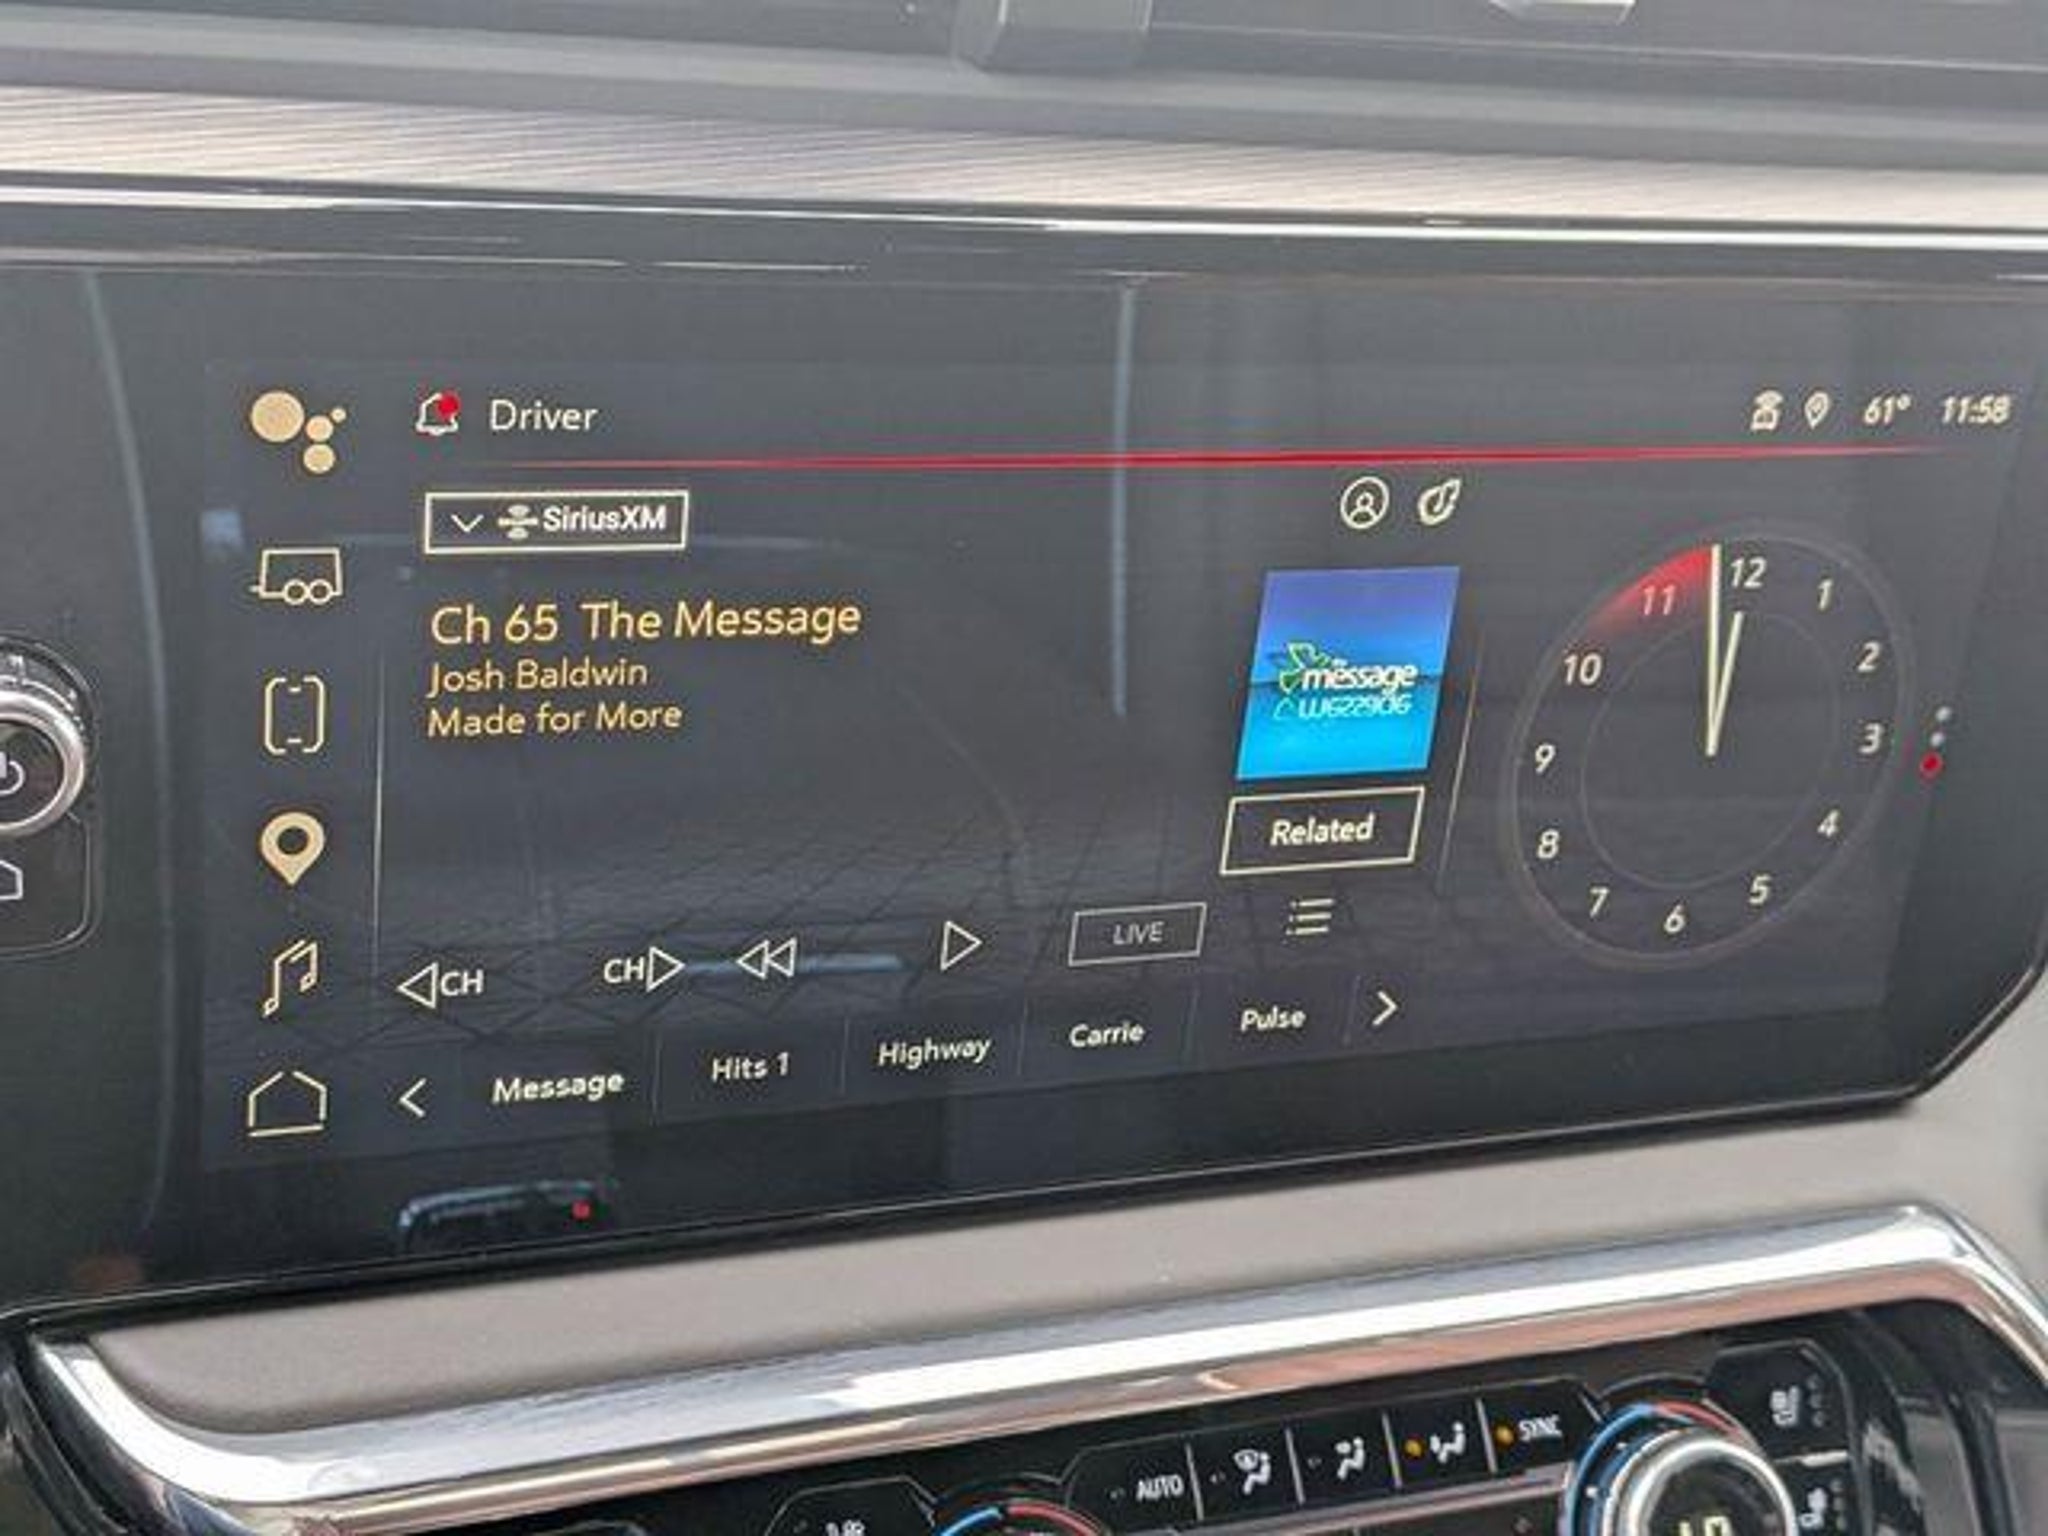 Driver
61° 11:58
SiriusXM
Ch 65 The Message
Josh Baldwin
Made for More
the message
Related
12
1
2
3
4
5
6
7
8
9
10
11
CH CH LIVE
Message Hits 1 Highway Carrie Pulse
AUTO SYNC